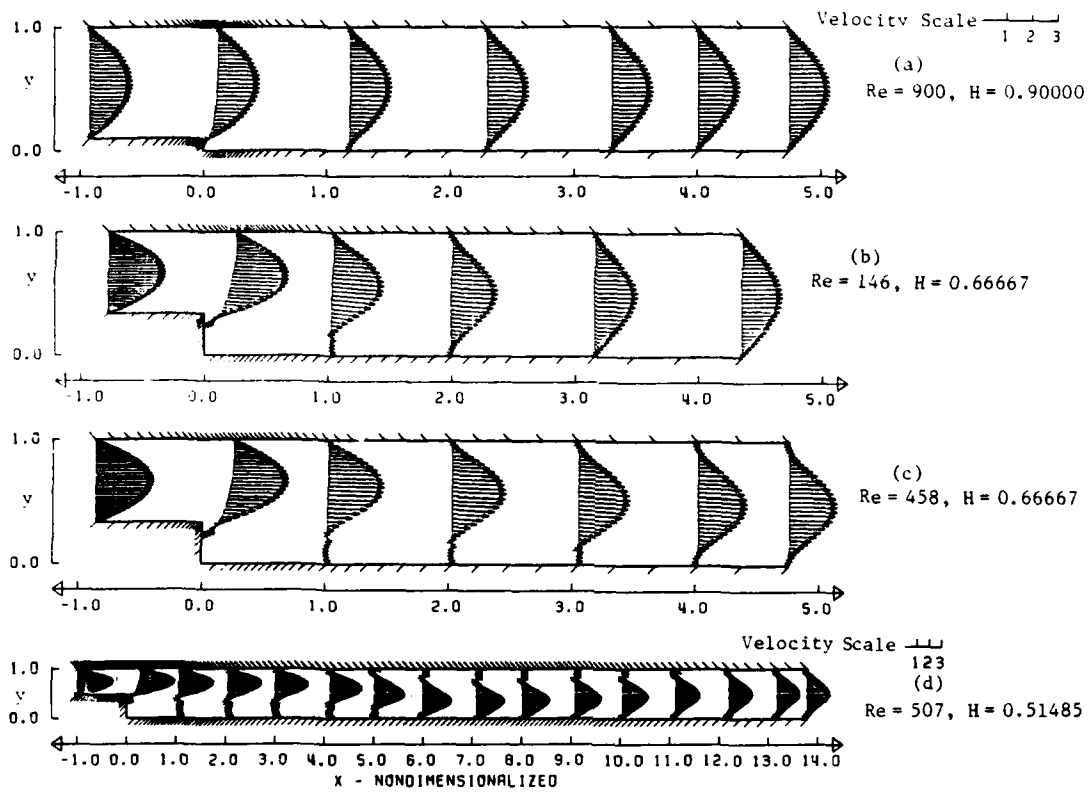 Velocity Scale
1 2 3
(a)
Re = 900, H = 0.90000
1.0
y
0.0
-1.0 0.0 1.0 2.0 3.0 4.0 5.0
(b)
Re = 146, H = 0.66667
1.0
y
0.0
-1.0 0.0 1.0 2.0 3.0 4.0 5.0
(c)
Re = 458, H = 0.66667
1.0
y
0.0
-1.0 0.0 1.0 2.0 3.0 4.0 5.0
Velocity Scale
123
(d)
Re = 507, H = 0.51485
1.0
y
0.0
-1.0 0.0 1.0 2.0 3.0 4.0 5.0 6.0 7.0 8.0 9.0 10.0 11.0 12.0 13.0 14.0
X - NONDIMENSIONALIZED